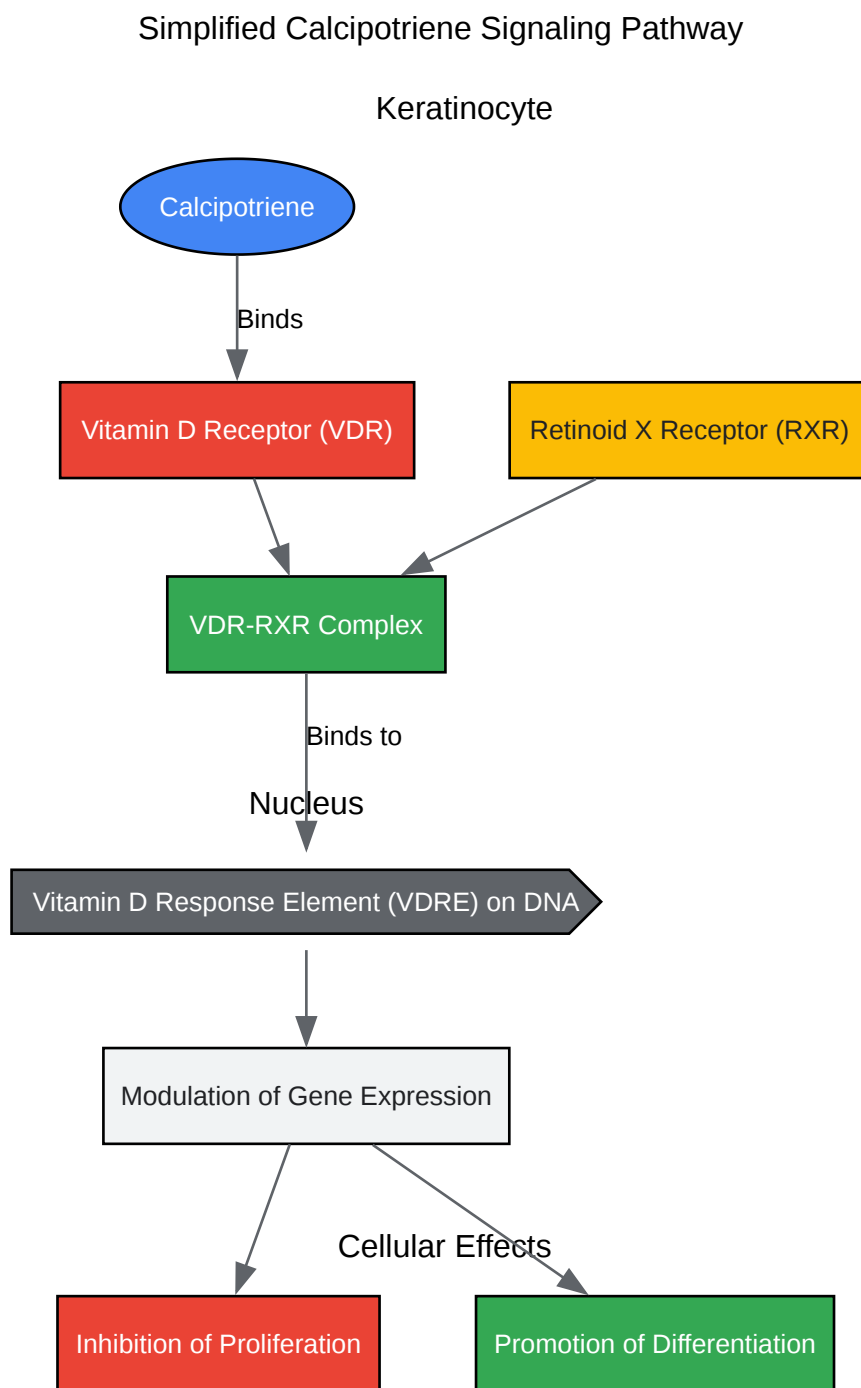 Simplified Calcipotriene Signaling Pathway
Keratinocyte
Calcipotriene
Binds
Vitamin D Receptor (VDR)
Retinoid X Receptor (RXR)
VDR-RXR Complex
Binds to
Nucleus
Vitamin D Response Element (VDRE) on DNA
Modulation of Gene Expression
Cellular Effects
Inhibition of Proliferation
Promotion of Differentiation